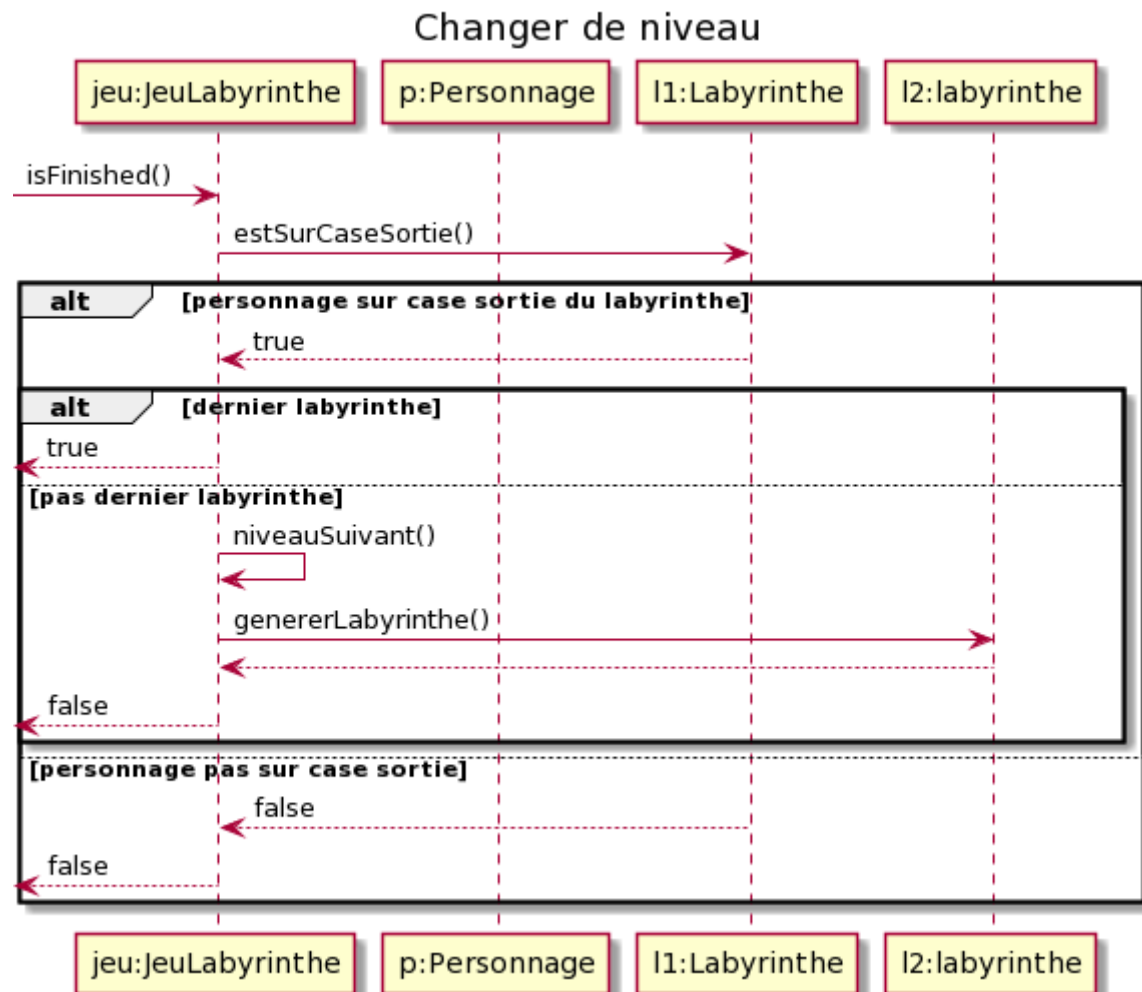 Changer de niveau
jeu:JeuLabyrinthe
p:Personnage
l1:Labyrinthe
l2:labyrinthe
isFinished()
estSurCaseSortie()
alt
[personnage sur case sortie du labyrinthe]
true
alt
[dernier labyrinthe]
true
[pas dernier labyrinthe]
niveauSuivant()
genererLabyrinthe()
false
[personnage pas sur case sortie]
false
false
jeu:JeuLabyrinthe
p:Personnage
l1:Labyrinthe
l2:labyrinthe